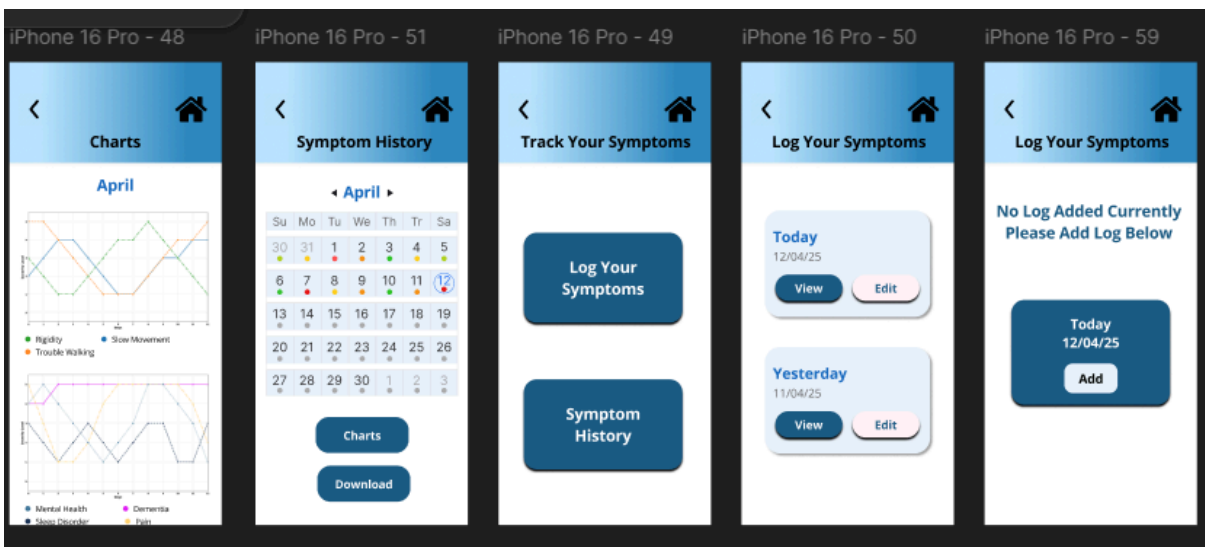 iPhone 16 Pro - 48
Charts
April
Rigidity
Slow Movement
Trouble Walking
Mental Health
Dementia
Sleep Disorder
Pain
iPhone 16 Pro - 51
Symptom History
April
Su Mo Tu We Th Tr Sa
30 31 1 2 3 4 5
6 7 8 9 10 11 12
13 14 15 16 17 18 19
20 21 22 23 24 25 26
27 28 29 30 1 2 3
Charts
Download
iPhone 16 Pro - 49
Track Your Symptoms
Log Your
Symptoms
Symptom
History
iPhone 16 Pro - 50
Log Your Symptoms
Today
12/04/25
View
Edit
Yesterday
11/04/25
View
Edit
iPhone 16 Pro - 59
Log Your Symptoms
No Log Added Currently
Please Add Log Below
Today
12/04/25
Add